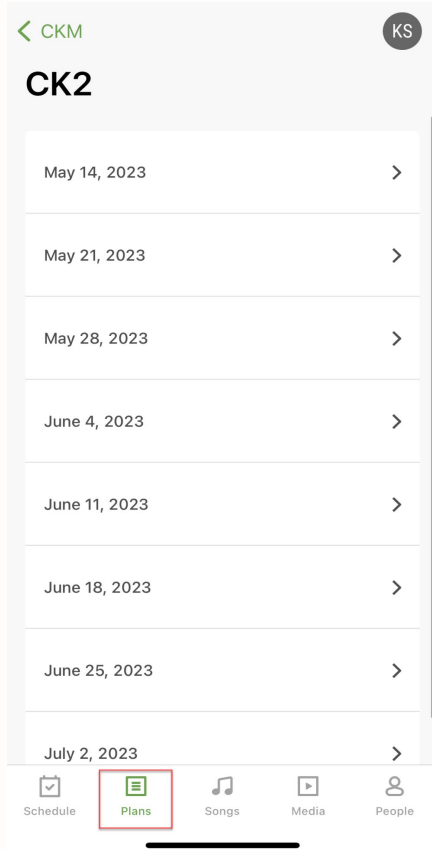 CKM
KS
CK2
May 14, 2023
May 21, 2023
May 28, 2023
June 4, 2023
June 11, 2023
June 18, 2023
June 25, 2023
July 2, 2023
Schedule Plans Songs Media People